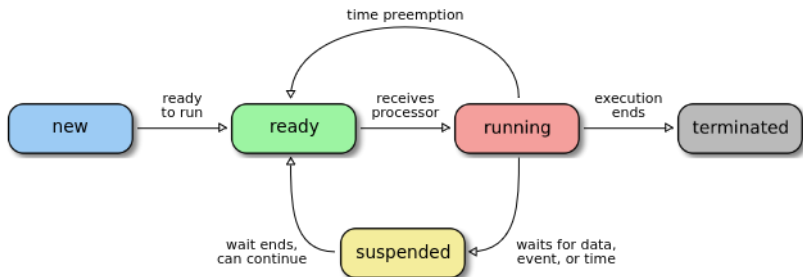 time preemption
ready
to run
receives
processor
execution
ends
new
ready
running
terminated
wait ends,
can continue
suspended
waits for data,
event, or time